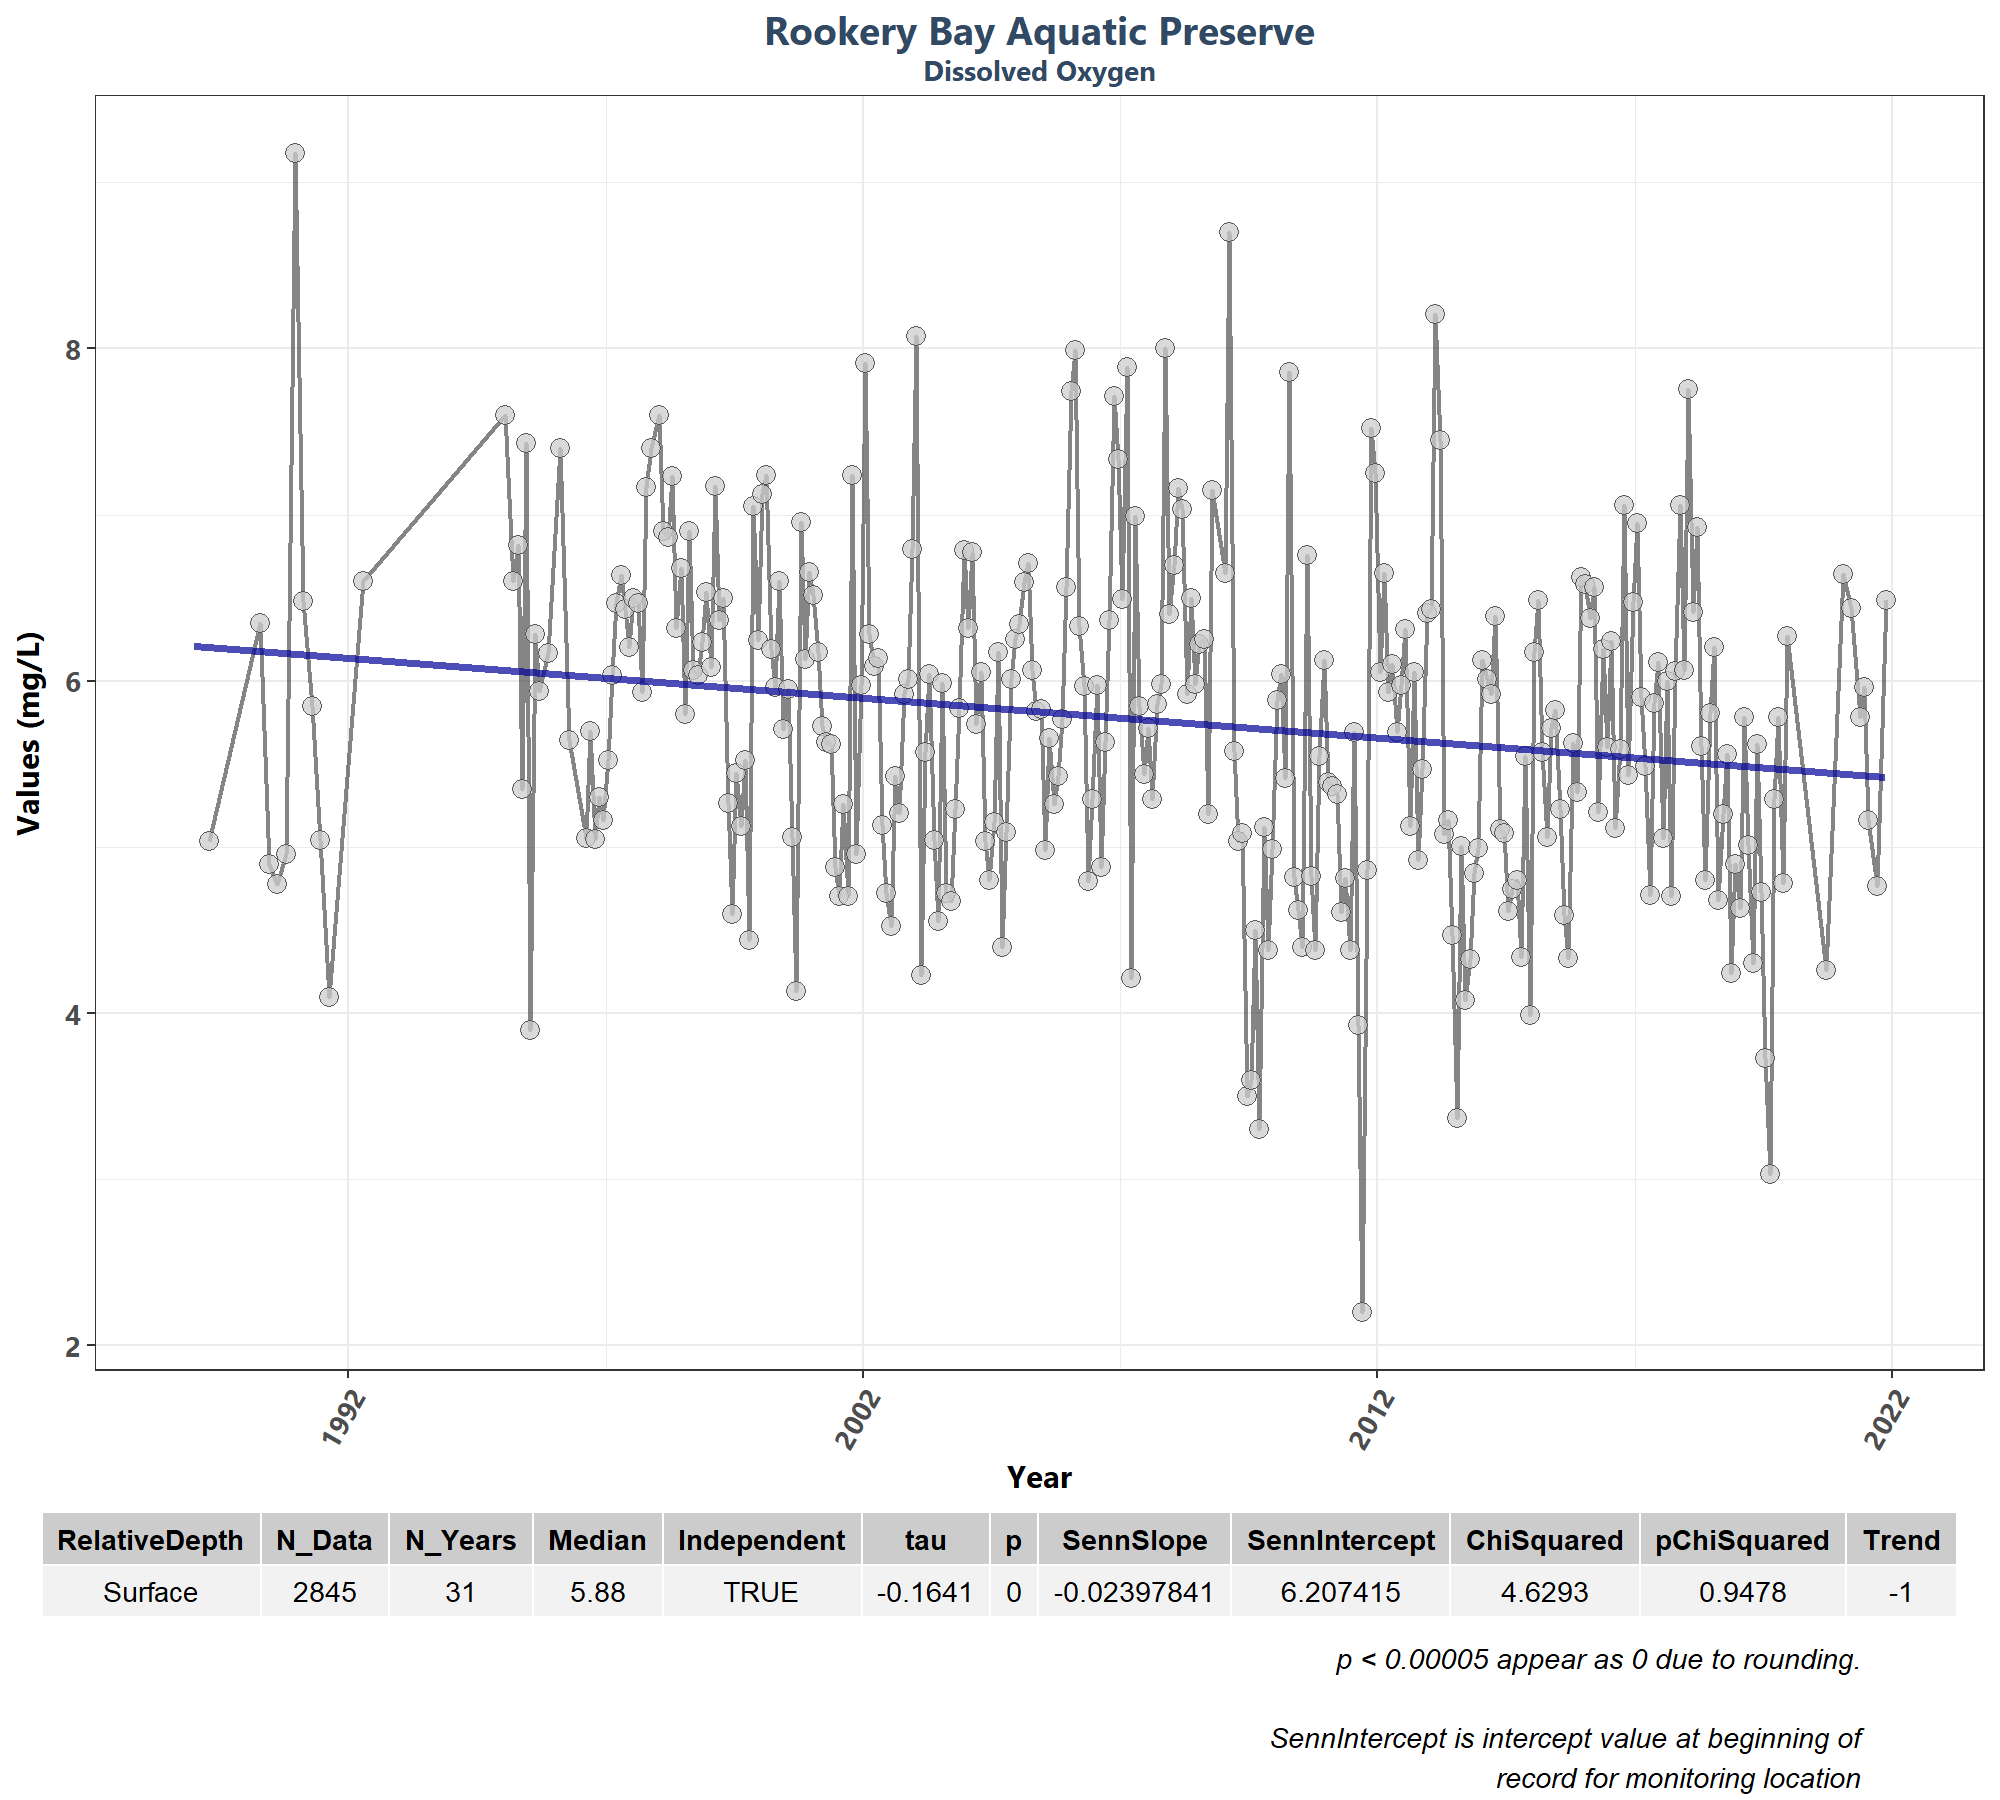 Rookery Bay Aquatic Preserve
Dissolved Oxygen
Values (mg/L)
8
6
4
2
1992
2002
2012
2022
Year
RelativeDepth N_Data N_Years Median Independent tau p SennSlope SennIntercept ChiSquared pChiSquared Trend
Surface 2845 31 5.88 TRUE -0.1641 0 -0.02397841 6.207415 4.6293 0.9478 -1
p < 0.00005 appear as 0 due to rounding.
SennIntercept is intercept value at beginning of
record for monitoring location